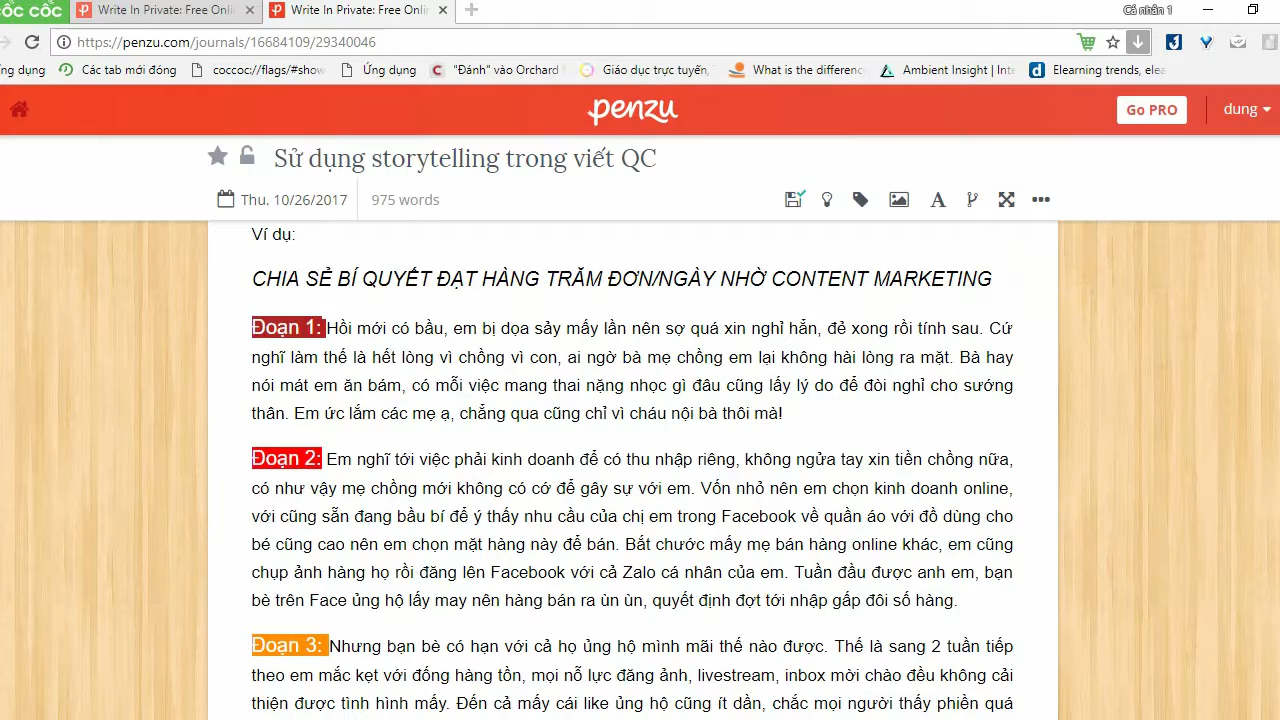 cốc cốc
Write In Private: Free Onli
Write In Private: Free Onli
Cá nhân 1
https://penzu.com/journals/16684109/29340046
ng dụng
Các tab mới đóng
coccoc://flags/#show
Ứng dụng
"Đánh" vào Orchard
Giáo dục trực tuyến,
What is the differenc
Ambient Insight | Inte
Elearning trends, elea
penzu
Go PRO
dung
Sử dụng storytelling trong viết QC
Thu. 10/26/2017
975 words
Ví dụ:
CHIA SẺ BÍ QUYẾT ĐẠT HÀNG TRĂM ĐƠN/NGÀY NHỜ CONTENT MARKETING
Đoạn 1: Hồi mới có bầu, em bị dọa sảy mấy lần nên sợ quá xin nghỉ hẳn, đẻ xong rồi tính sau. Cứ
nghĩ làm thế là hết lòng vì chồng vì con, ai ngờ bà mẹ chồng em lại không hài lòng ra mặt. Bà hay
nói mát em ăn bám, có mỗi việc mang thai nặng nhọc gì đâu cũng lấy lý do để đòi nghỉ cho sướng
thân. Em ức lắm các mẹ ạ, chẳng qua cũng chỉ vì cháu nội bà thôi mà!
Đoạn 2: Em nghĩ tới việc phải kinh doanh để có thu nhập riêng, không ngửa tay xin tiền chồng nữa,
có như vậy mẹ chồng mới không có cớ để gây sự với em. Vốn nhỏ nên em chọn kinh doanh online,
với cũng sẵn đang bầu bí để ý thấy nhu cầu của chị em trong Facebook về quần áo với đồ dùng cho
bé cũng cao nên em chọn mặt hàng này để bán. Bắt chước mấy mẹ bán hàng online khác, em cũng
chụp ảnh hàng họ rồi đăng lên Facebook với cả Zalo cá nhân của em. Tuần đầu được anh em, bạn
bè trên Face ủng hộ lấy may nên hàng bán ra ùn ùn, quyết định đợt tới nhập gấp đôi số hàng.
Đoạn 3: Nhưng bạn bè có hạn với cả họ ủng hộ mình mãi thế nào được. Thế là sang 2 tuần tiếp
theo em mắc kẹt với đống hàng tồn, mọi nỗ lực đăng ảnh, livestream, inbox mời chào đều không cải
thiện được tình hình mấy. Đến cả mấy cái like ủng hộ cũng ít dần, chắc mọi người thấy phiền quá